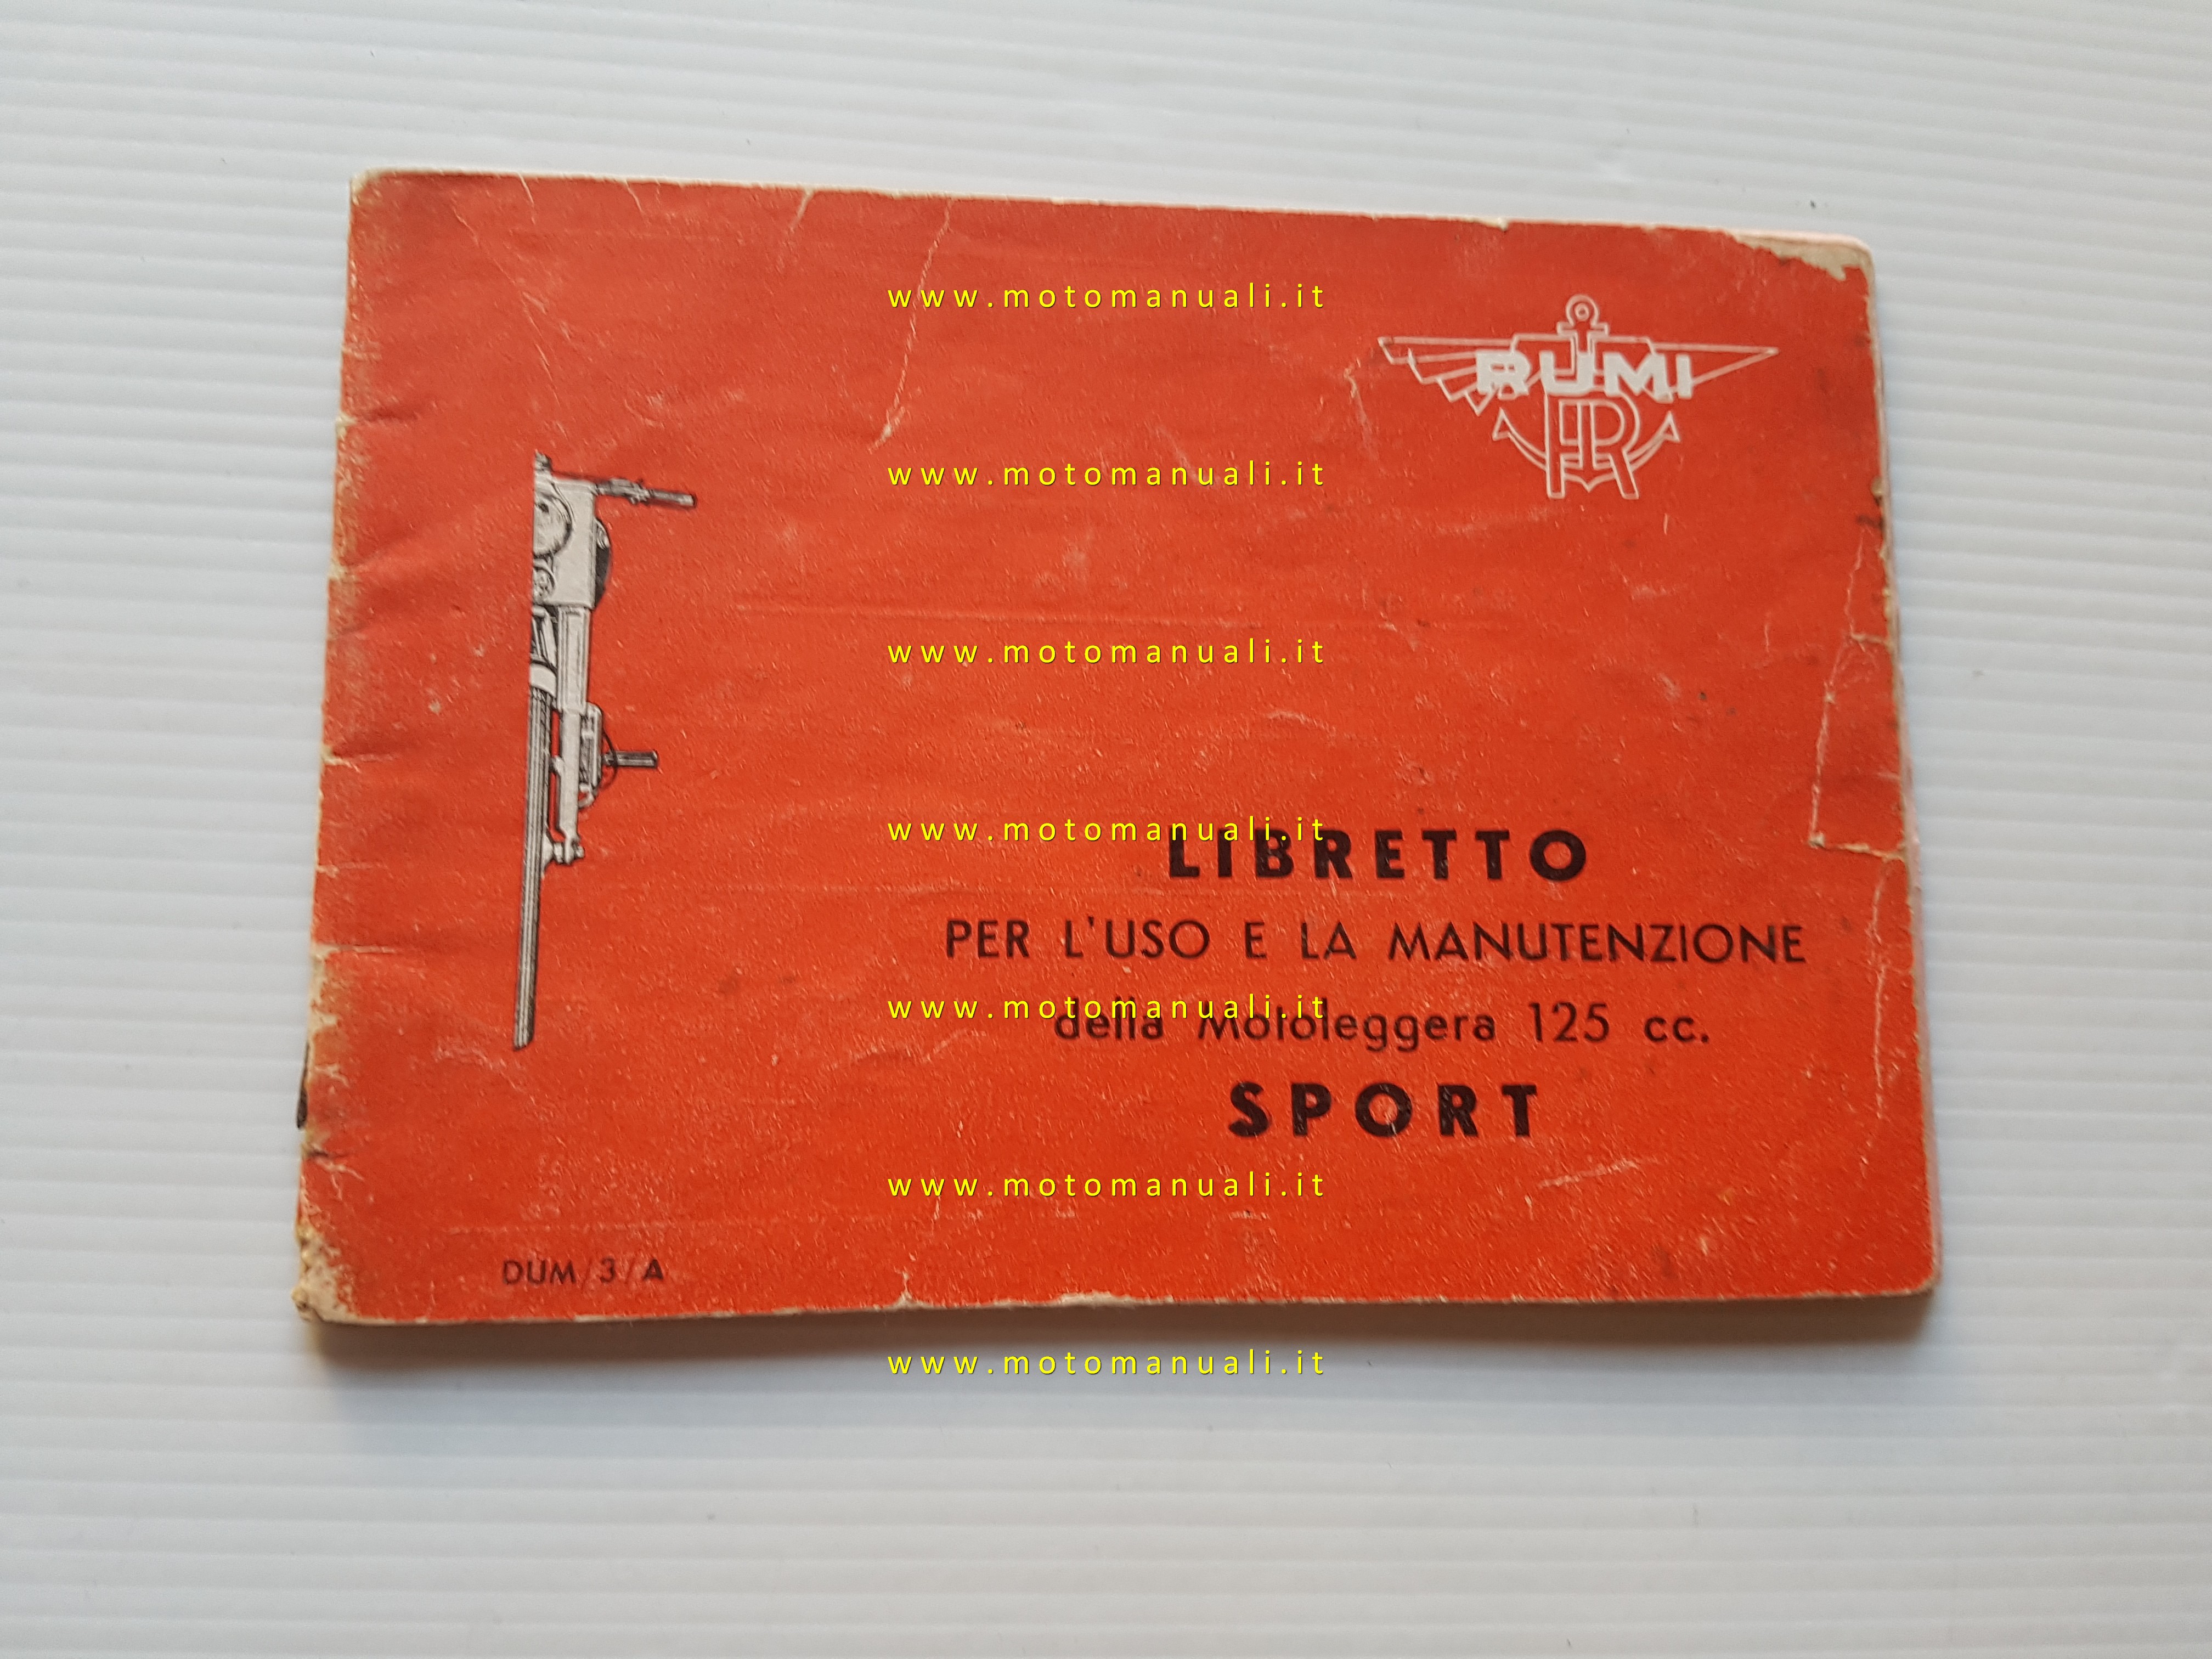 www.motomanuali.it
RUMI
FR
www.motomanuali.it
www.motomanuali.it
www.motomanuali.it
LIBRETTO
PER L'USO E LA MANUTENZIONE
www.motomanuali.it
della Motoleggera 125 cc.
SPORT
www.motomanuali.it
DUM/3/A
www.motomanuali.it